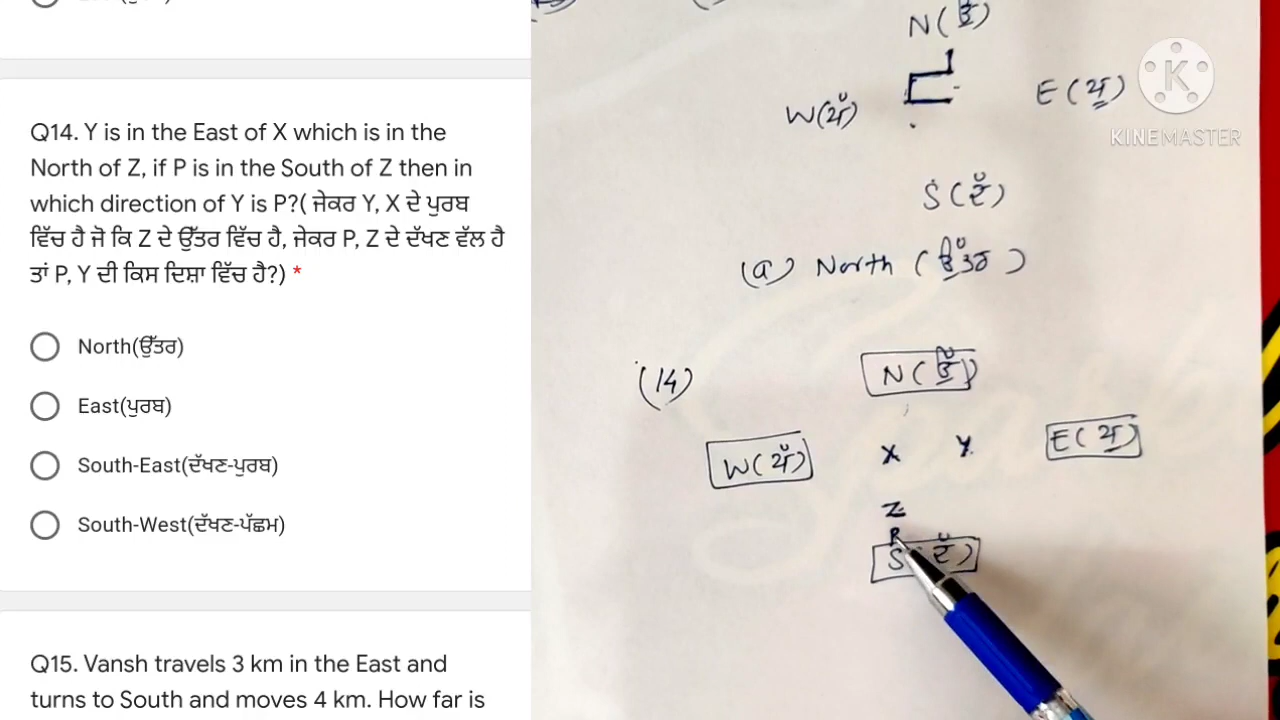 Q14. Y is in the East of X which is in the
North of Z, if P is in the South of Z then in
which direction of Y is P?( ਜੇਕਰ Y, X ਦੇ ਪੁਰਬ
ਵਿੱਚ ਹੈ ਜੋ ਕਿ Z ਦੇ ਉੱਤਰ ਵਿੱਚ ਹੈ, ਜੇਕਰ P, Z ਦੇ ਦੱਖਣ ਵੱਲ ਹੈ
ਤਾਂ P, Y ਦੀ ਕਿਸ ਦਿਸ਼ਾ ਵਿੱਚ ਹੈ?) *
North(ਉੱਤਰ)
East(ਪੁਰਬ)
South-East(ਦੱਖਣ-ਪੁਰਬ)
South-West(ਦੱਖਣ-ਪੱਛਮ)
Q15. Vansh travels 3 km in the East and
turns to South and moves 4 km. How far is
N(ਉੱ)
W(ਪੱ)
E(ਪੂ)
KINEMASTER
S(ਦੱ)
(a) North (ਉੱਤਰ)
(14)
N(ਉੱ)
W(ਪੱ)
X Y
E(ਪੂ)
Z
P
S(ਦੱ)